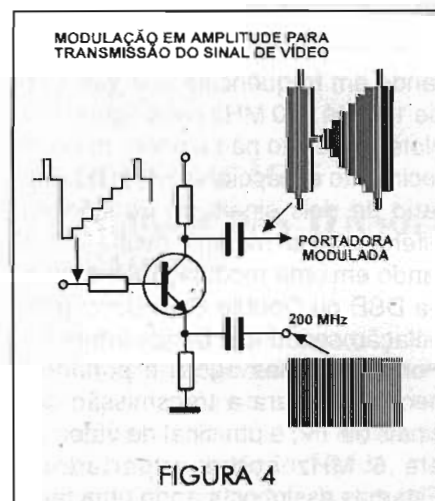 MODULAÇÃO EM AMPLITUDE PARA
TRANSMISSÃO DO SINAL DE VÍDEO
PORTADORA
MODULADA
200 MHz
FIGURA 4